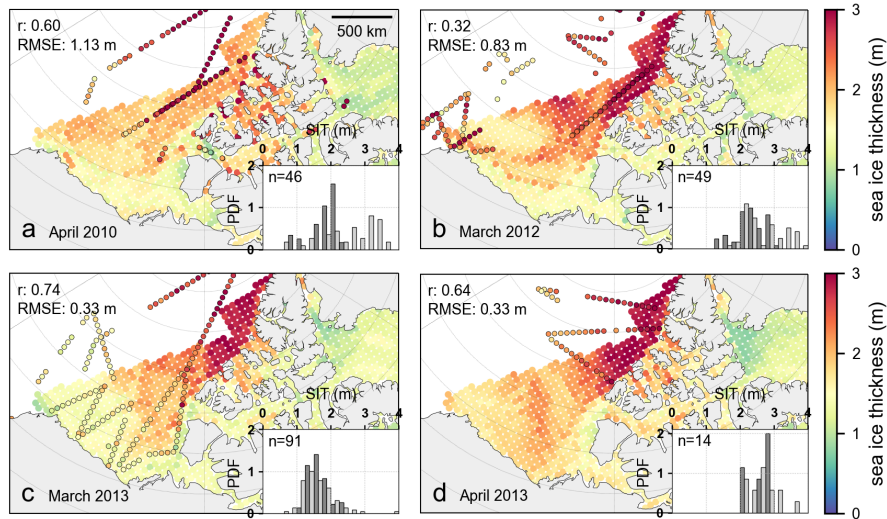 r: 0.60
RMSE: 1.13 m
500 km
SIT (m)
0 1 2 3 4
n=46
PDF
2
1
0
a April 2010
r: 0.32
RMSE: 0.83 m
SIT (m)
0 1 2 3 4
n=49
PDF
2
1
0
b March 2012
3
2
1
0
sea ice thickness (m)
r: 0.74
RMSE: 0.33 m
SIT (m)
0 1 2 3 4
n=91
PDF
2
1
0
c March 2013
r: 0.64
RMSE: 0.33 m
SIT (m)
0 1 2 3 4
n=14
PDF
2
1
0
d April 2013
3
2
1
0
sea ice thickness (m)